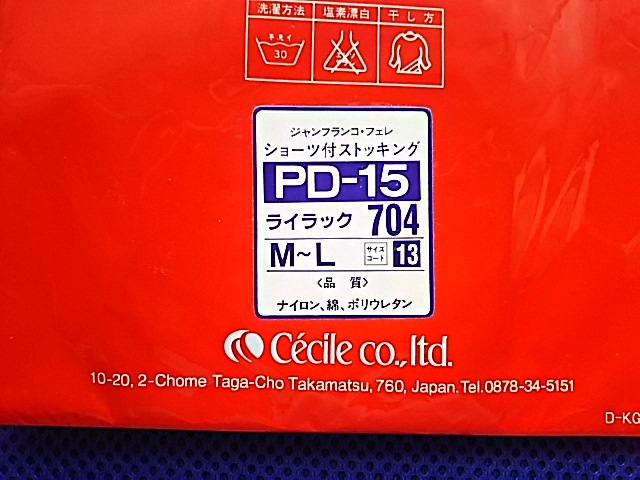 洗濯方法 塩素漂白 干し方
手洗イ
30
ジャンフランコ・フェレ
ショーツ付ストッキング
PD-15
ライラック 704
M~L サイズコート 13
〈品 質〉
ナイロン、綿、ポリウレタン
Cécile co.,ltd.
10-20, 2-Chome Taga-Cho Takamatsu, 760, Japan. Tel.0878-34-5151
D-KG